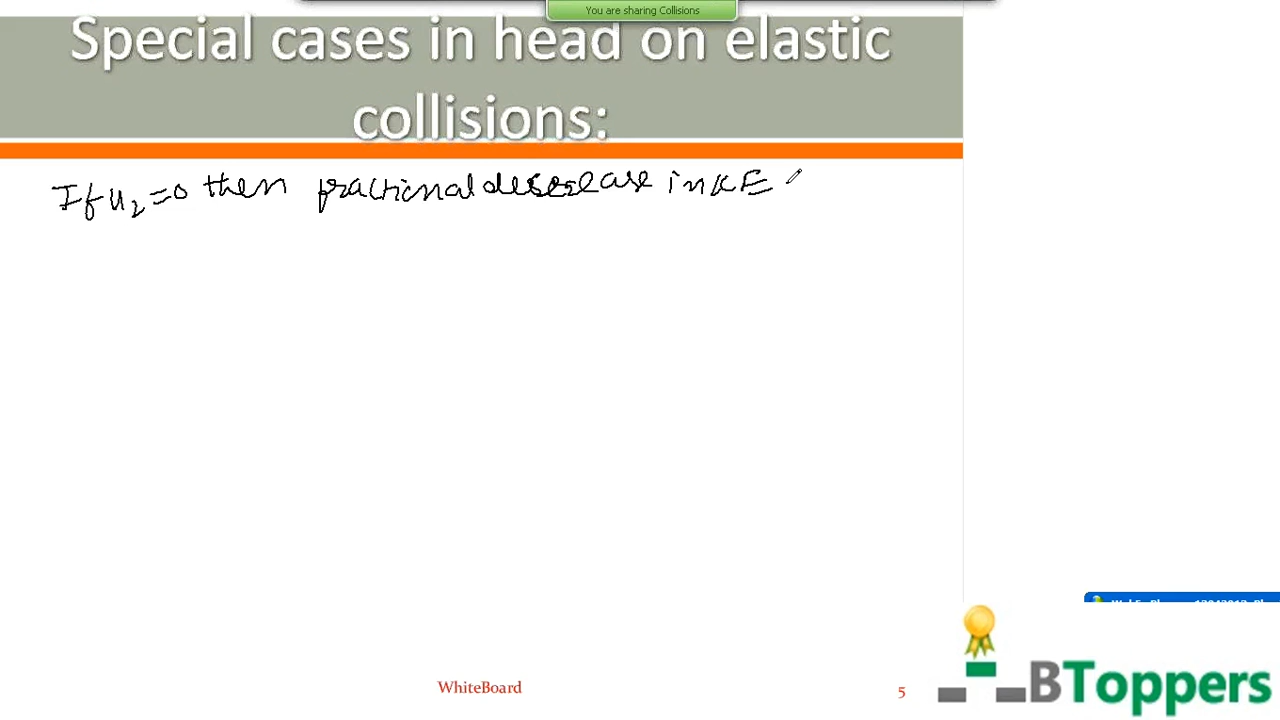 You are sharing Collisions
Special cases in head on elastic
collisions:
If u₂=0 then fractional decrease in KE
WhiteBoard
5
BToppers